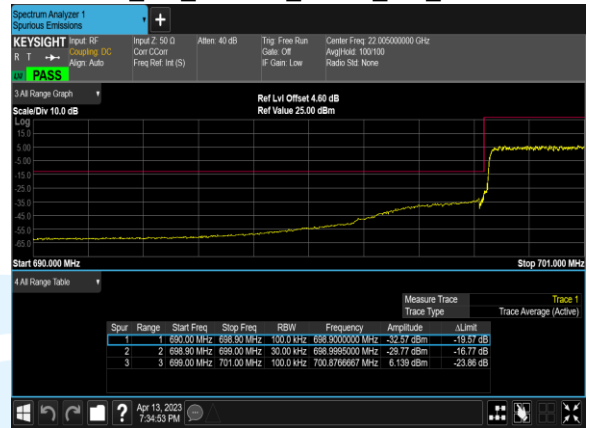 Spectrum Analyzer 1
Spurious Emissions
+
KEYSIGHT Input: RF Input Z: 50 Ω Atten: 40 dB Trig: Free Run Center Freq: 22.005000000 GHz
R T Coupling: DC Corr CCorr Gate: Off Avg|Hold: 100/100
Align: Auto Freq Ref: Int (S) IF Gain: Low Radio Std: None
PASS
3 All Range Graph
Ref Lvl Offset 4.60 dB
Scale/Div 10.0 dB Ref Value 25.00 dBm
Log
15.0
5.00
-5.00
-15.0
-25.0
-35.0
-45.0
-55.0
-65.0
Start 690.000 MHz Stop 701.000 MHz
4 All Range Table
Measure Trace Trace 1
Trace Type Trace Average (Active)
Spur Range Start Freq Stop Freq RBW Frequency Amplitude ΔLimit
1 1 690.00 MHz 698.90 MHz 100.0 kHz 698.9000000 MHz -32.57 dBm -19.57 dB
2 2 698.90 MHz 699.00 MHz 30.00 kHz 698.9995000 MHz -29.77 dBm -16.77 dB
3 3 699.00 MHz 701.00 MHz 100.0 kHz 700.8766667 MHz 6.139 dBm -23.86 dB
? Apr 13, 2023
7:34:53 PM